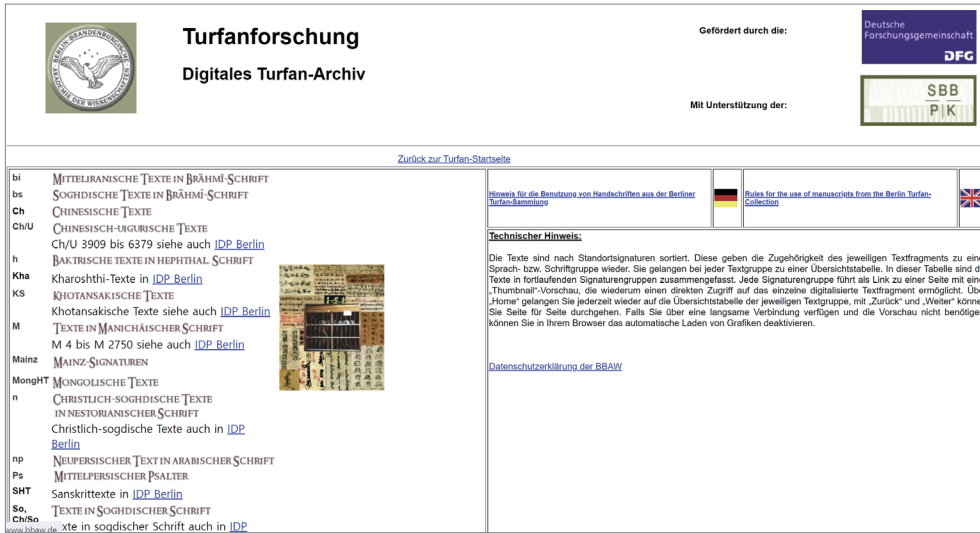 BERLIN-BRANDENBURGISCHE AKADEMIE DER WISSENSCHAFTEN
Turfanforschung
Digitales Turfan-Archiv
Gefördert durch die:
Deutsche
Forschungsgemeinschaft
DFG
Mit Unterstützung der:
SBB
PK
Zurück zur Turfan-Startseite
bi MITTELIRANISCHE TEXTE IN BRĀHMĪ-SCHRIFT
bs SOGHDISCHE TEXTE IN BRĀHMĪ-SCHRIFT
Ch CHINESISCHE TEXTE
Ch/U CHINESISCH-UIGURISCHE TEXTE
Ch/U 3909 bis 6379 siehe auch IDP Berlin
h BAKTRISCHE TEXTE IN HEPHTHAL. SCHRIFT
Kha Kharoshthi-Texte in IDP Berlin
KS KHOTANSAKISCHE TEXTE
Khotansakische Texte siehe auch IDP Berlin
M TEXTE IN MANICHÄISCHER SCHRIFT
M 4 bis M 2750 siehe auch IDP Berlin
Mainz MAINZ-SIGNATUREN
MongHT MONGOLISCHE TEXTE
n CHRISTLICH-SOGHDISCHE TEXTE
IN NESTORIANISCHER SCHRIFT
Christlich-sogdische Texte auch in IDP
Berlin
np NEUPERSISCHER TEXT IN ARABISCHER SCHRIFT
Ps MITTELPERSISCHER PSALTER
SHT Sanskrittexte in IDP Berlin
So, TEXTE IN SOGHDISCHER SCHRIFT
Ch/So
xte in sogdischer Schrift auch in IDP
www.bbaw.de
Hinweis für die Benutzung von Handschriften aus der Berliner
Turfan-Sammlung
Rules for the use of manuscripts from the Berlin Turfan-
Collection
Technischer Hinweis:
Die Texte sind nach Standortsignaturen sortiert. Diese geben die Zugehörigkeit des jeweiligen Textfragments zu eine
Sprach- bzw. Schriftgruppe wieder. Sie gelangen bei jeder Textgruppe zu einer Übersichtstabelle. In dieser Tabelle sind d
Texte in fortlaufenden Signaturengruppen zusammengefasst. Jede Signaturengruppe führt als Link zu einer Seite mit eine
„Thumbnail"-Vorschau, die wiederum einen direkten Zugriff auf das einzelne digitalisierte Textfragment ermöglicht. Übe
„Home" gelangen Sie jederzeit wieder auf die Übersichtstabelle der jeweiligen Textgruppe, mit „Zurück" und „Weiter" könne
Sie Seite für Seite durchgehen. Falls Sie über eine langsame Verbindung verfügen und die Vorschau nicht benötige
können Sie in Ihrem Browser das automatische Laden von Grafiken deaktivieren.
Datenschutzerklärung der BBAW